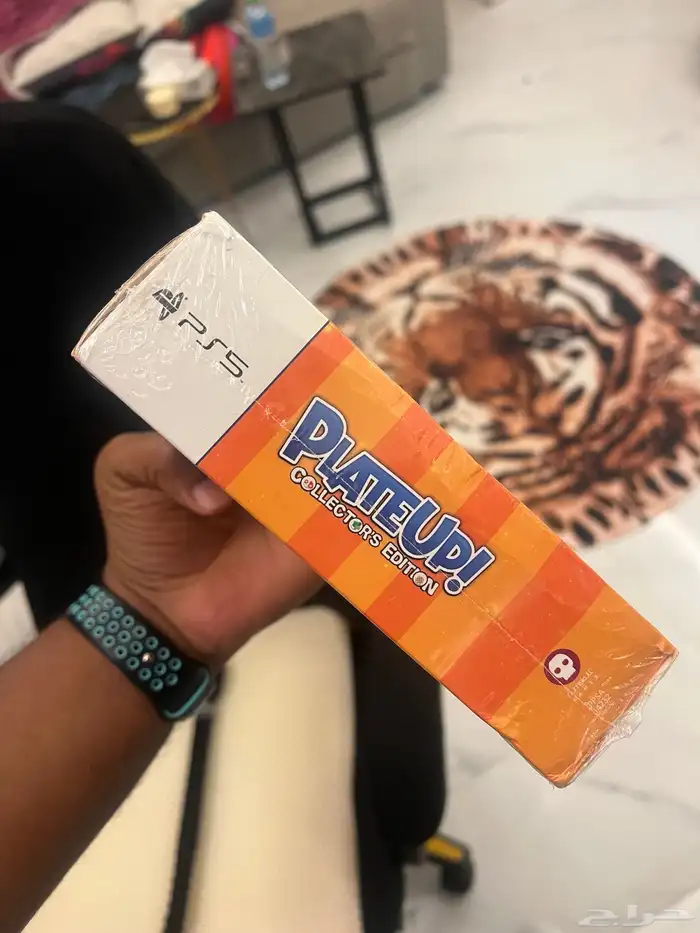 PS5
PLATEUP!
COLLECTOR'S EDITION
حراج